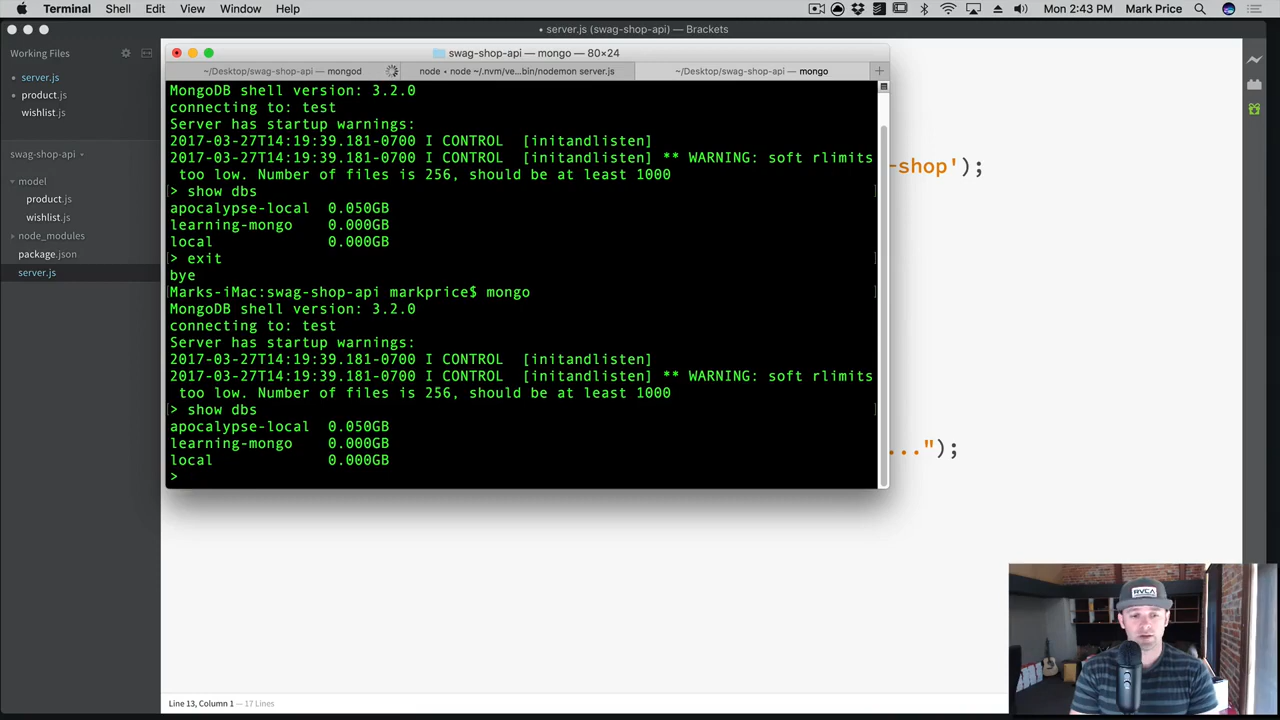 Terminal Shell Edit View Window Help
Mon 2:43 PM Mark Price
• server.js (swag-shop-api) — Brackets
Working Files
server.js
product.js
wishlist.js
swag-shop-api
model
product.js
wishlist.js
node_modules
package.json
server.js
swag-shop-api — mongo — 80×24
~/Desktop/swag-shop-api — mongod
node • node ~/.nvm/ve...bin/nodemon server.js
~/Desktop/swag-shop-api — mongo
+
MongoDB shell version: 3.2.0
connecting to: test
Server has startup warnings:
2017-03-27T14:19:39.181-0700 I CONTROL  [initandlisten]
2017-03-27T14:19:39.181-0700 I CONTROL  [initandlisten] ** WARNING: soft rlimits
too low. Number of files is 256, should be at least 1000
> show dbs
apocalypse-local  0.050GB
learning-mongo    0.000GB
local             0.000GB
> exit
bye
Marks-iMac:swag-shop-api markprice$ mongo
MongoDB shell version: 3.2.0
connecting to: test
Server has startup warnings:
2017-03-27T14:19:39.181-0700 I CONTROL  [initandlisten]
2017-03-27T14:19:39.181-0700 I CONTROL  [initandlisten] ** WARNING: soft rlimits
too low. Number of files is 256, should be at least 1000
> show dbs
apocalypse-local  0.050GB
learning-mongo    0.000GB
local             0.000GB
>
-shop');
...");
RVCA
Line 13, Column 1 — 17 Lines